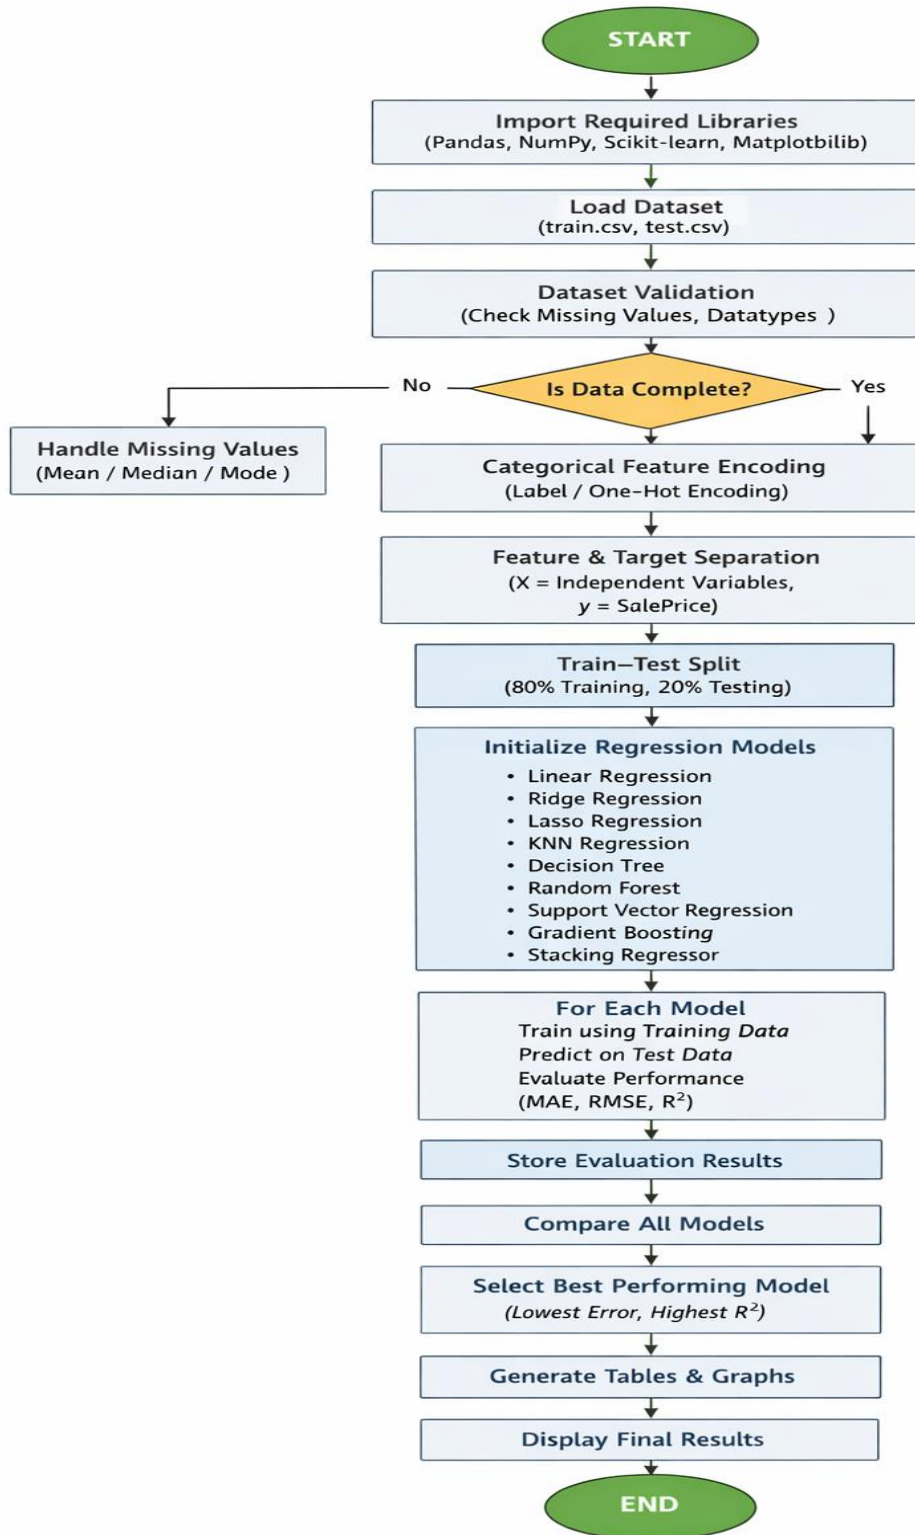 START
Import Required Libraries
(Pandas, NumPy, Scikit-learn, Matplotbilib)
Load Dataset
(train.csv, test.csv)
Dataset Validation
(Check Missing Values, Datatypes )
No
Is Data Complete?
Yes
Handle Missing Values
(Mean / Median / Mode )
Categorical Feature Encoding
(Label / One-Hot Encoding)
Feature & Target Separation
(X = Independent Variables,
y = SalePrice)
Train–Test Split
(80% Training, 20% Testing)
Initialize Regression Models
• Linear Regression
• Ridge Regression
• Lasso Regression
• KNN Regression
• Decision Tree
• Random Forest
• Support Vector Regression
• Gradient Boosting
• Stacking Regressor
For Each Model
Train using Training Data
Predict on Test Data
Evaluate Performance
(MAE, RMSE, R²)
Store Evaluation Results
Compare All Models
Select Best Performing Model
(Lowest Error, Highest R²)
Generate Tables & Graphs
Display Final Results
END